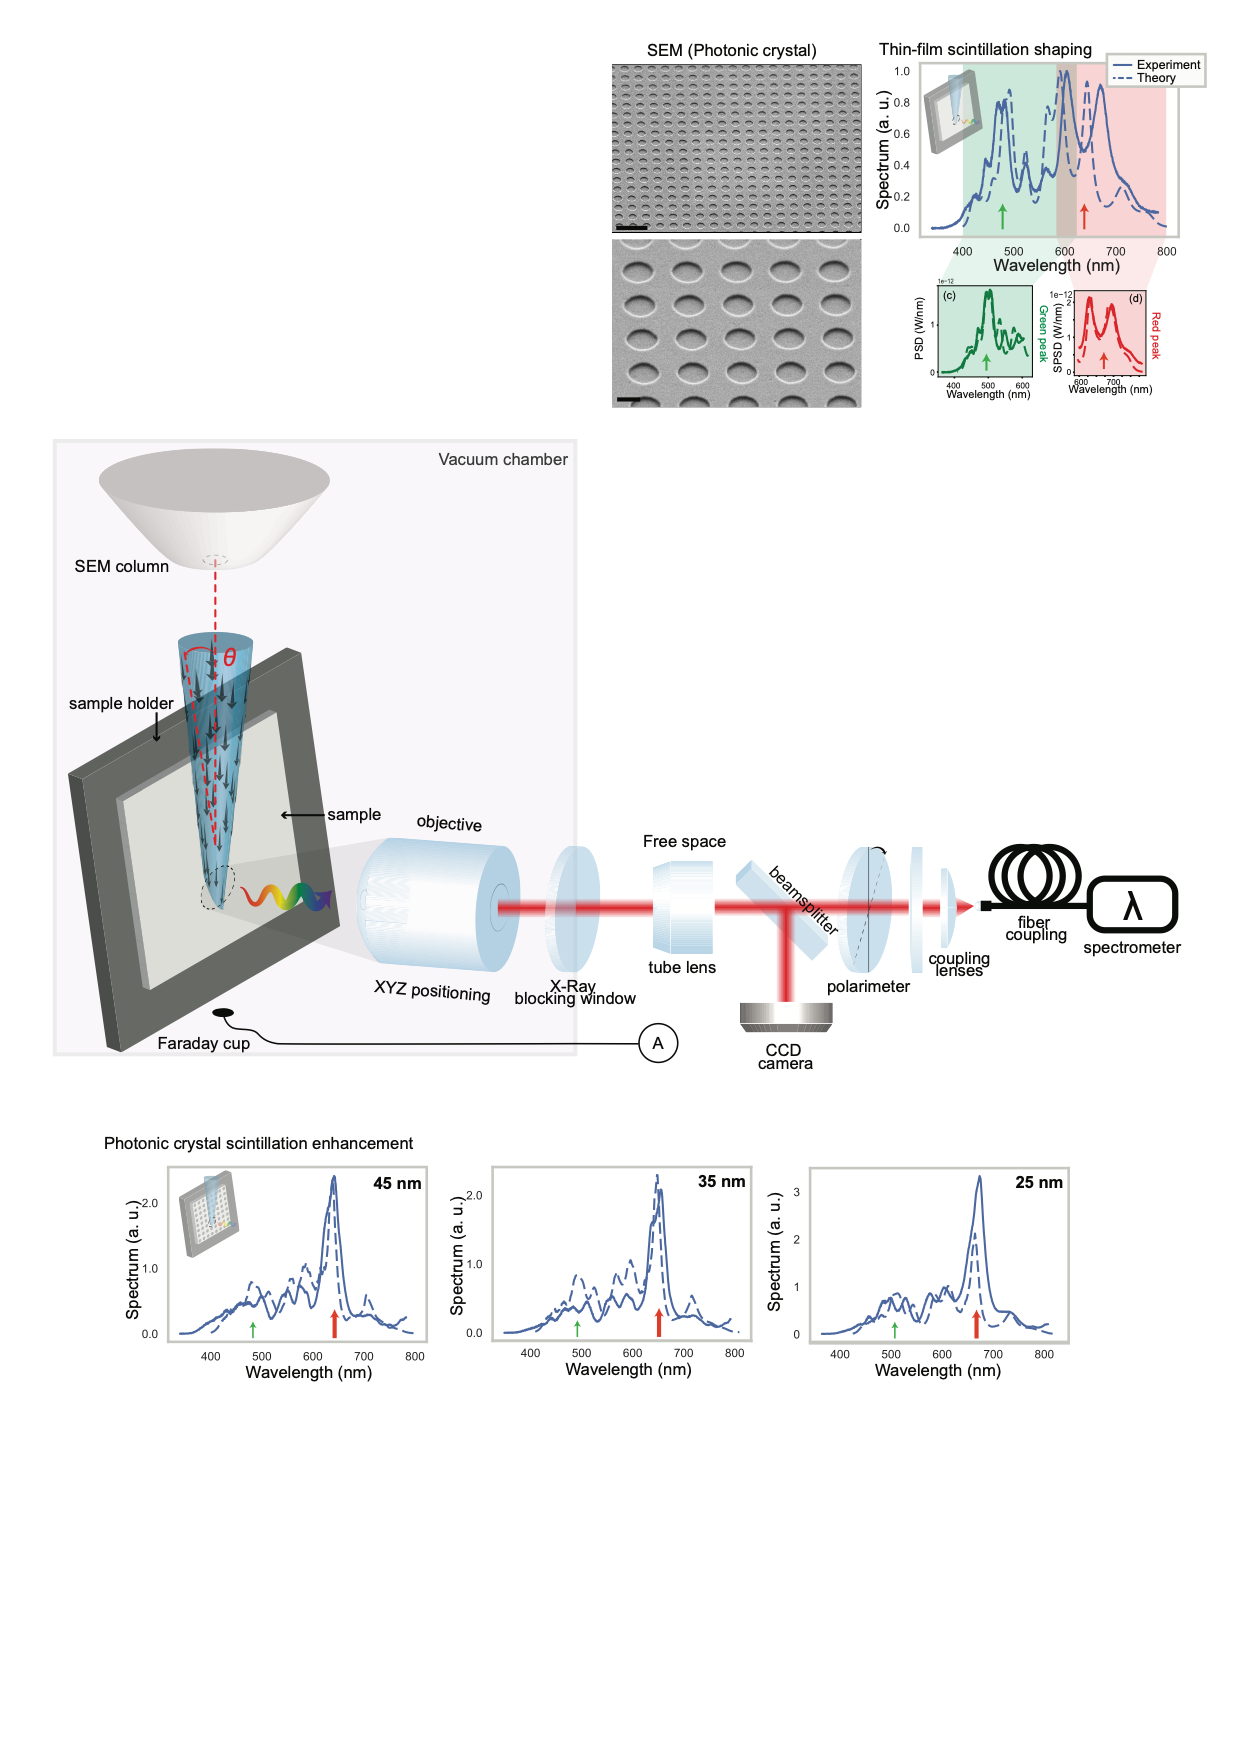 SEM (Photonic crystal)
Thin-film scintillation shaping
Experiment
Theory
Spectrum (a. u.)
1.0
0.8
0.6
0.4
0.2
0.0
400 500 600 700 800
Wavelength (nm)
1e−12
(c)
PSD (W/nm)
1
0
400 500 600
Wavelength (nm)
Green peak
1e−12
(d)
SPSD (W/nm)
2
1
0
600 700
Wavelength (nm)
Red peak
Vacuum chamber
SEM column
θ
sample holder
sample
objective
XYZ positioning
X-Ray
blocking window
Faraday cup
A
Free space
tube lens
beamsplitter
CCD
camera
polarimeter
coupling
lenses
fiber
coupling
λ
spectrometer
Photonic crystal scintillation enhancement
45 nm
Spectrum (a. u.)
2.0
1.0
0.0
400 500 600 700 800
Wavelength (nm)
35 nm
Spectrum (a. u.)
2.0
1.0
0.0
400 500 600 700 800
Wavelength (nm)
25 nm
Spectrum (a. u.)
3
2
1
0
400 500 600 700 800
Wavelength (nm)